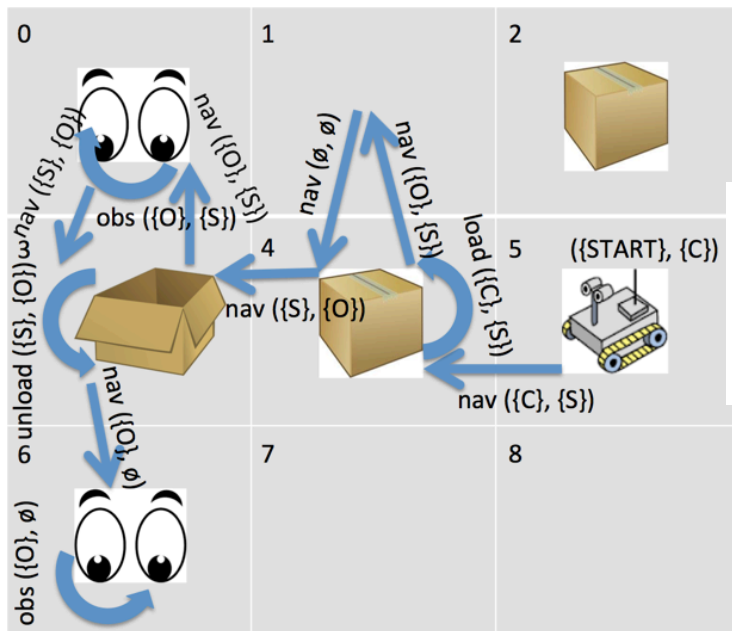 0
1
2
nav ({S}, {O})
nav ({O}, {S})
obs ({O}, {S})
nav (ø, ø)
nav ({O}, {S})
3
4
5
({START}, {C})
load ({C}, {S})
unload ({S}, {O})
nav ({S}, {O})
nav ({C}, {S})
nav ({O}, ø)
6
7
8
obs ({O}, ø)